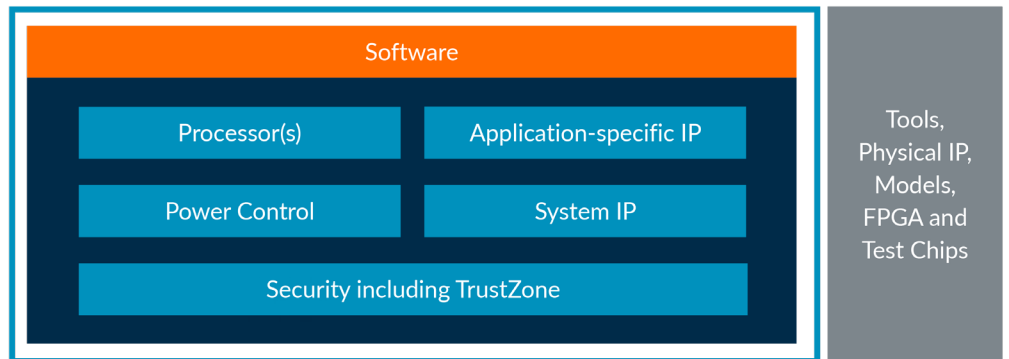 Software
Processor(s)
Application-specific IP
Power Control
System IP
Security including TrustZone
Tools,
Physical IP,
Models,
FPGA and
Test Chips